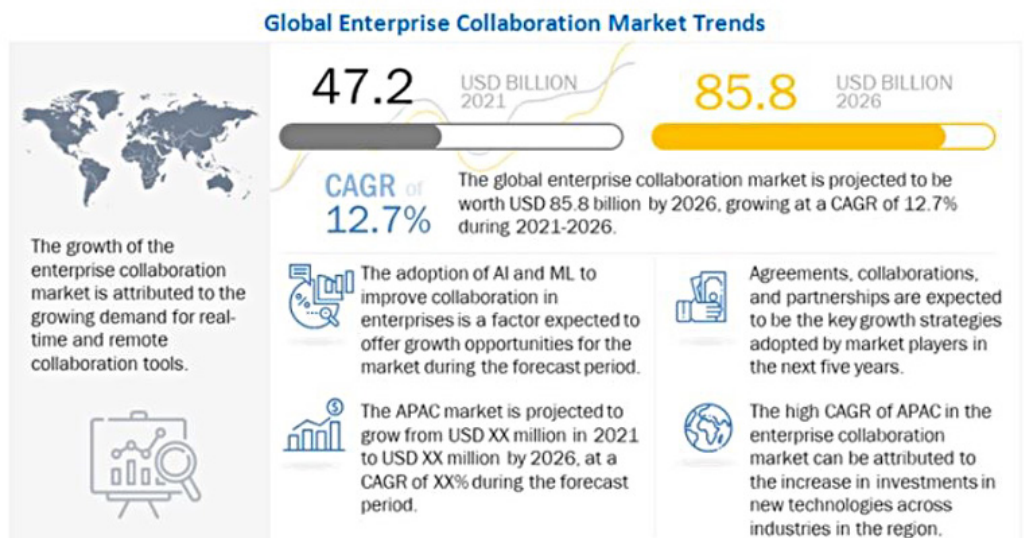 Global Enterprise Collaboration Market Trends
47.2
USD BILLION
2021
85.8
USD BILLION
2026
CAGR of
12.7%
The global enterprise collaboration market is projected to be
worth USD 85.8 billion by 2026, growing at a CAGR of 12.7%
during 2021-2026.
The growth of the
enterprise collaboration
market is attributed to the
growing demand for real-
time and remote
collaboration tools.
The adoption of AI and ML to
improve collaboration in
enterprises is a factor expected to
offer growth opportunities for the
market during the forecast period.
Agreements, collaborations,
and partnerships are expected
to be the key growth strategies
adopted by market players in
the next five years.
The APAC market is projected to
grow from USD XX million in 2021
to USD XX million by 2026, at a
CAGR of XX% during the forecast
period.
The high CAGR of APAC in the
enterprise collaboration
market can be attributed to
the increase in investments in
new technologies across
industries in the region.